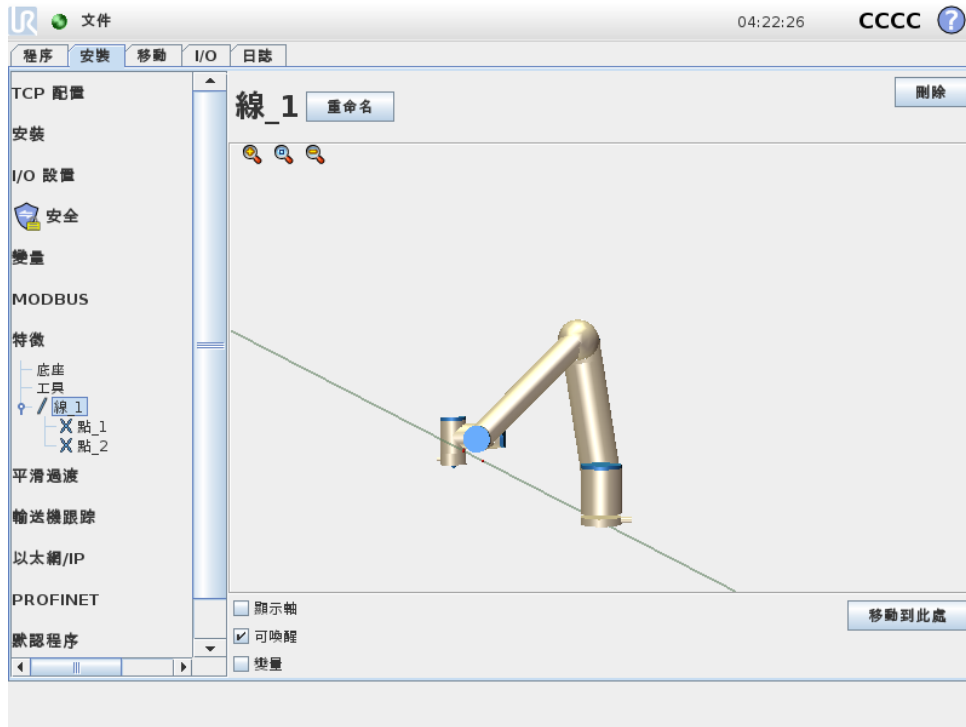 UR 文件 04:22:26 CCCC ?
程序 安裝 移動 I/O 日誌
TCP 配置
安裝
I/O 設置
安全
變量
MODBUS
特徵
底座
工具
線_1
點_1
點_2
平滑過渡
輸送機跟踪
以太網/IP
PROFINET
默認程序
線_1 重命名 刪除
顯示軸
可喚醒
變量
移動到此處